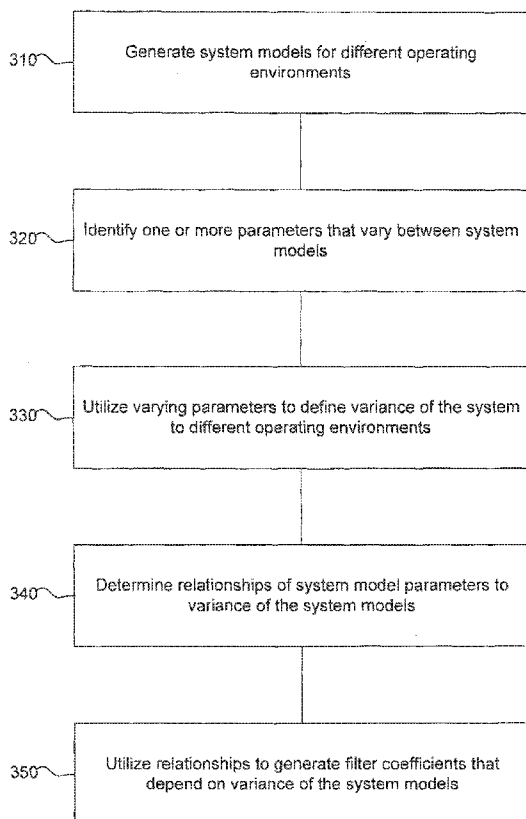 310
Generate system models for different operating
environments
320
Identify one or more parameters that vary between system
models
330
Utilize varying parameters to define variance of the system
to different operating environments
340
Determine relationships of system model parameters to
variance of the system models
350
Utilize relationships to generate filter coefficients that
depend on variance of the system models